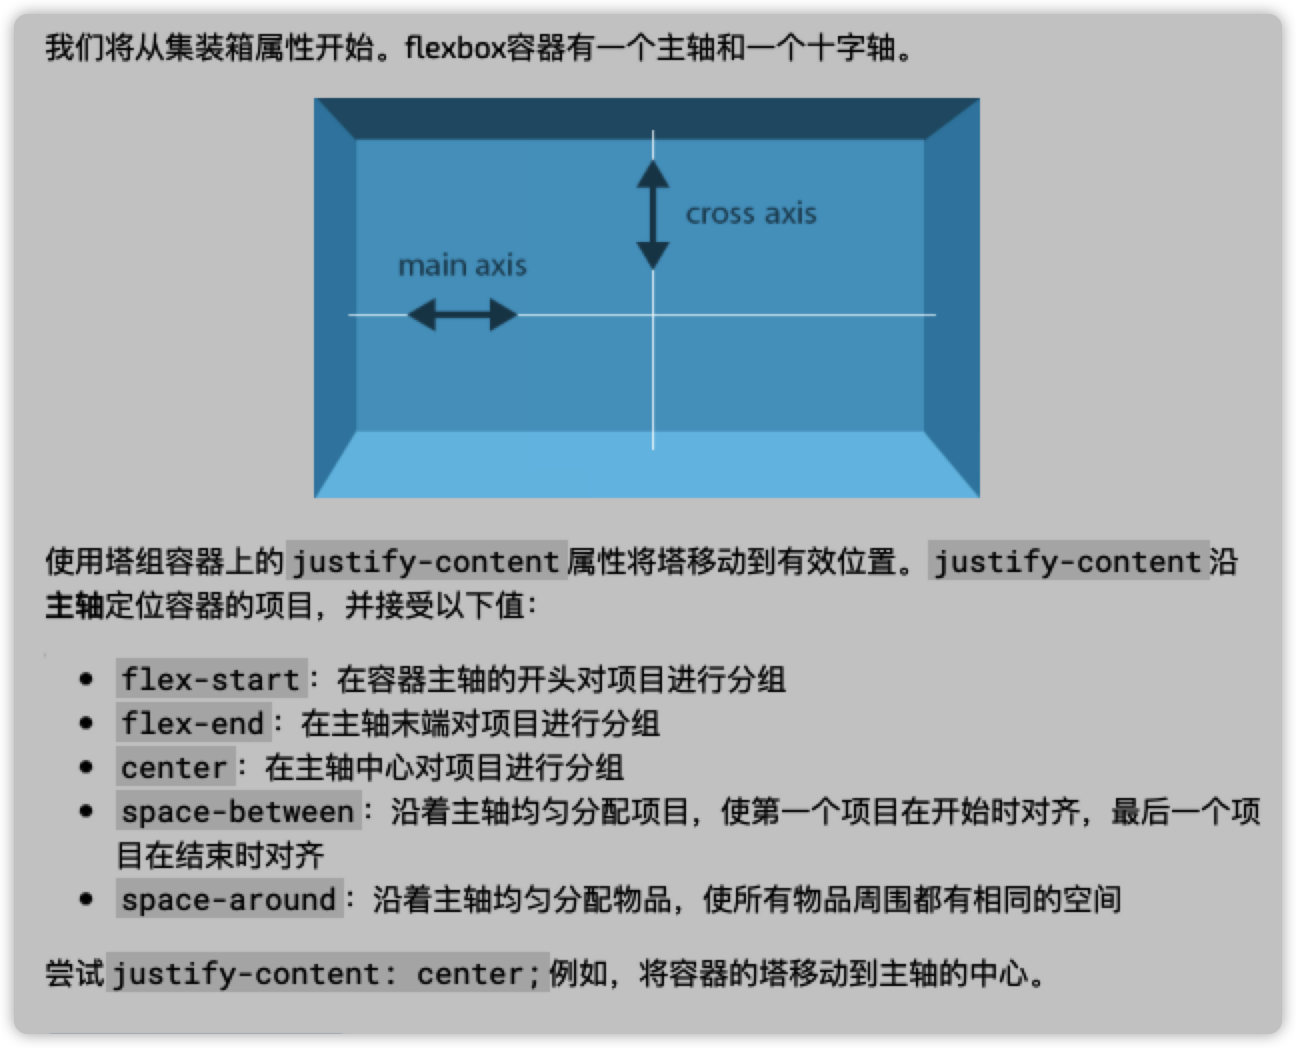 我们将从集装箱属性开始。flexbox容器有一个主轴和一个十字轴。
cross axis
main axis
使用塔组容器上的justify-content属性将塔移动到有效位置。justify-content沿
主轴定位容器的项目，并接受以下值：
• flex-start：在容器主轴的开头对项目进行分组
• flex-end：在主轴末端对项目进行分组
• center：在主轴中心对项目进行分组
• space-between：沿着主轴均匀分配项目，使第一个项目在开始时对齐，最后一个项
目在结束时对齐
• space-around：沿着主轴均匀分配物品，使所有物品周围都有相同的空间
尝试justify-content: center;例如，将容器的塔移动到主轴的中心。